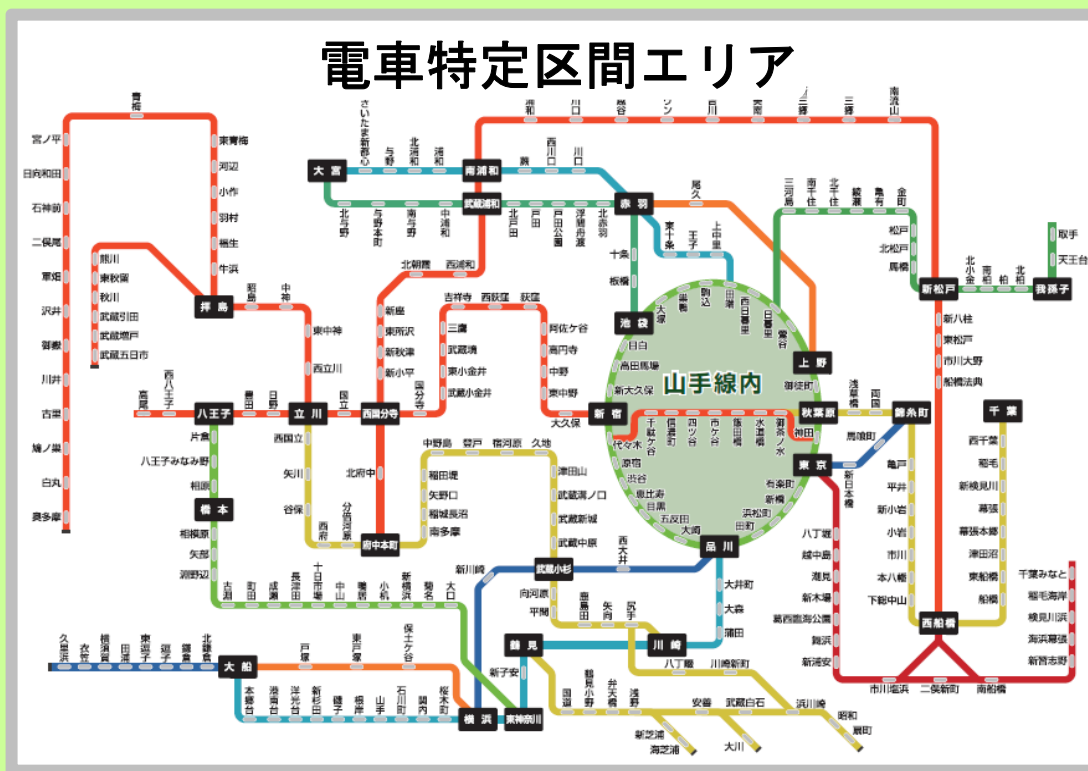 電車特定区間エリア
青梅
宮ノ平
日向和田
石神前
二俣尾
軍畑
沢井
御嶽
川井
古里
鳩ノ巣
白丸
奥多摩
東青梅
河辺
小作
羽村
福生
牛浜
拝島
熊川
東秋留
秋川
武蔵引田
武蔵増戸
武蔵五日市
昭島
中神
東中神
西立川
高尾
西八王子
八王子
豊田
日野
立川
国立
西国分寺
国分寺
武蔵小金井
東小金井
武蔵境
三鷹
吉祥寺
西荻窪
荻窪
阿佐ケ谷
高円寺
中野
東中野
大久保
新宿
大宮
さいたま新都心
与野
北浦和
浦和
南浦和
蕨
西川口
川口
赤羽
北与野
与野本町
南与野
中浦和
武蔵浦和
北戸田
戸田
戸田公園
浮間舟渡
北赤羽
十条
板橋
池袋
尾久
東十条
王子
上中里
三郷
南流山
北朝霞
西浦和
新座
東所沢
新秋津
新小平
北府中
府中本町
三河島
南千住
北千住
綾瀬
亀有
金町
松戸
北松戸
馬橋
新松戸
北小金
南柏
柏
北柏
我孫子
天王台
取手
新八柱
東松戸
市川大野
船橋法典
西船橋
山手線内
大塚
巣鴨
駒込
田端
西日暮里
日暮里
鶯谷
上野
御徒町
秋葉原
神田
東京
有楽町
新橋
浜松町
田町
品川
大崎
五反田
目黒
恵比寿
渋谷
原宿
代々木
新大久保
高田馬場
目白
千駄ケ谷
信濃町
四ツ谷
市ケ谷
飯田橋
水道橋
御茶ノ水
浅草橋
両国
錦糸町
馬喰町
新日本橋
亀戸
平井
新小岩
小岩
市川
本八幡
下総中山
千葉
西千葉
稲毛
新検見川
幕張
幕張本郷
津田沼
東船橋
船橋
八丁堀
越中島
潮見
新木場
葛西臨海公園
舞浜
新浦安
市川塩浜
二俣新町
南船橋
千葉みなと
稲毛海岸
検見川浜
海浜幕張
新習志野
片倉
八王子みなみ野
相原
橋本
相模原
矢部
淵野辺
古淵
町田
成瀬
長津田
十日市場
中山
鴨居
小机
新横浜
菊名
大口
東神奈川
西国立
矢川
谷保
西府
分倍河原
南多摩
稲城長沼
矢野口
稲田堤
中野島
登戸
宿河原
久地
津田山
武蔵溝ノ口
武蔵新城
武蔵中原
武蔵小杉
西大井
新川崎
向河原
平間
鹿島田
矢向
尻手
川崎
大井町
大森
蒲田
鶴見
新子安
八丁畷
川崎新町
浜川崎
国道
鶴見小野
弁天橋
浅野
安善
武蔵白石
昭和
扇町
新芝浦
海芝浦
大川
久里浜
衣笠
横須賀
田浦
東逗子
逗子
鎌倉
北鎌倉
大船
戸塚
東戸塚
保土ケ谷
横浜
本郷台
港南台
洋光台
新杉田
磯子
根岸
山手
石川町
関内
桜木町